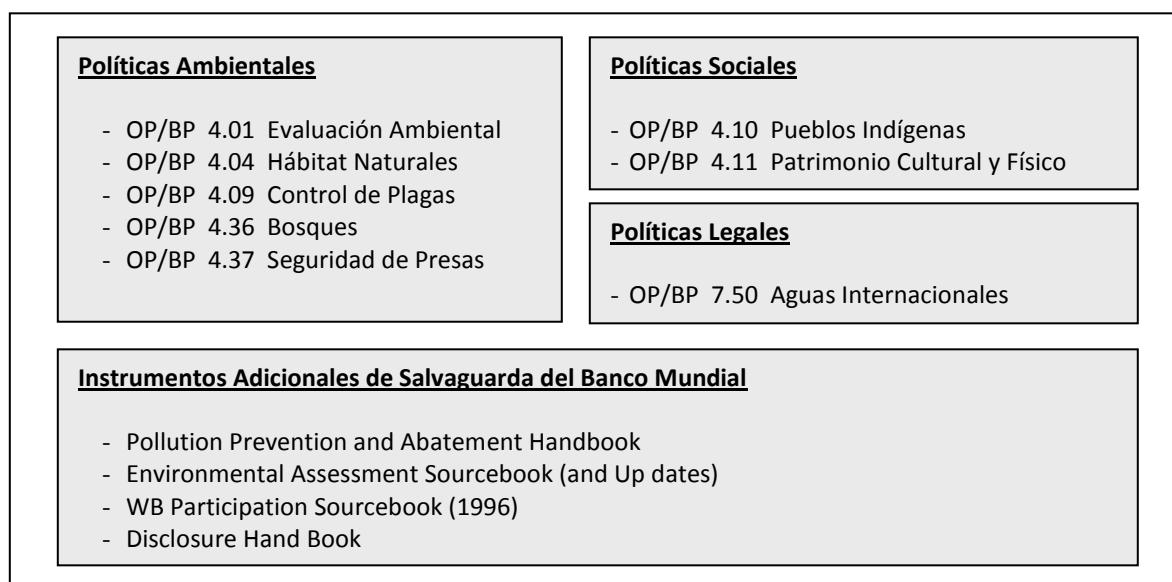 Políticas Ambientales
- OP/BP 4.01 Evaluación Ambiental
- OP/BP 4.04 Hábitat Naturales
- OP/BP 4.09 Control de Plagas
- OP/BP 4.36 Bosques
- OP/BP 4.37 Seguridad de Presas
Políticas Sociales
- OP/BP 4.10 Pueblos Indígenas
- OP/BP 4.11 Patrimonio Cultural y Físico
Políticas Legales
- OP/BP 7.50 Aguas Internacionales
Instrumentos Adicionales de Salvaguarda del Banco Mundial
- Pollution Prevention and Abatement Handbook
- Environmental Assessment Sourcebook (and Up dates)
- WB Participation Sourcebook (1996)
- Disclosure Hand Book